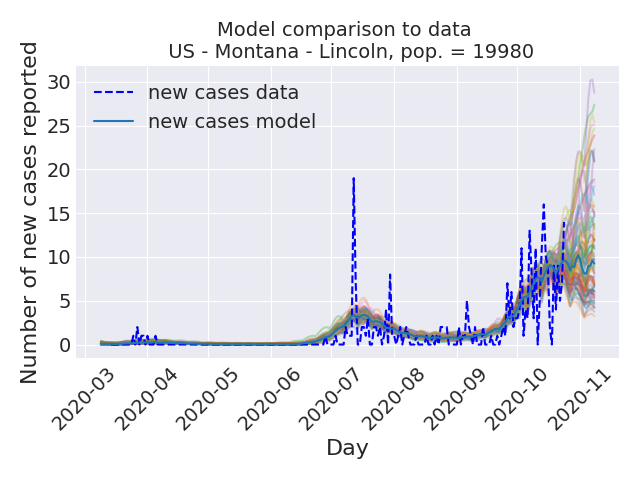 Model comparison to data
US - Montana - Lincoln, pop. = 19980
Number of new cases reported
30
25
20
15
10
5
0
new cases data
new cases model
2020-03
2020-04
2020-05
2020-06
2020-07
2020-08
2020-09
2020-10
2020-11
Day